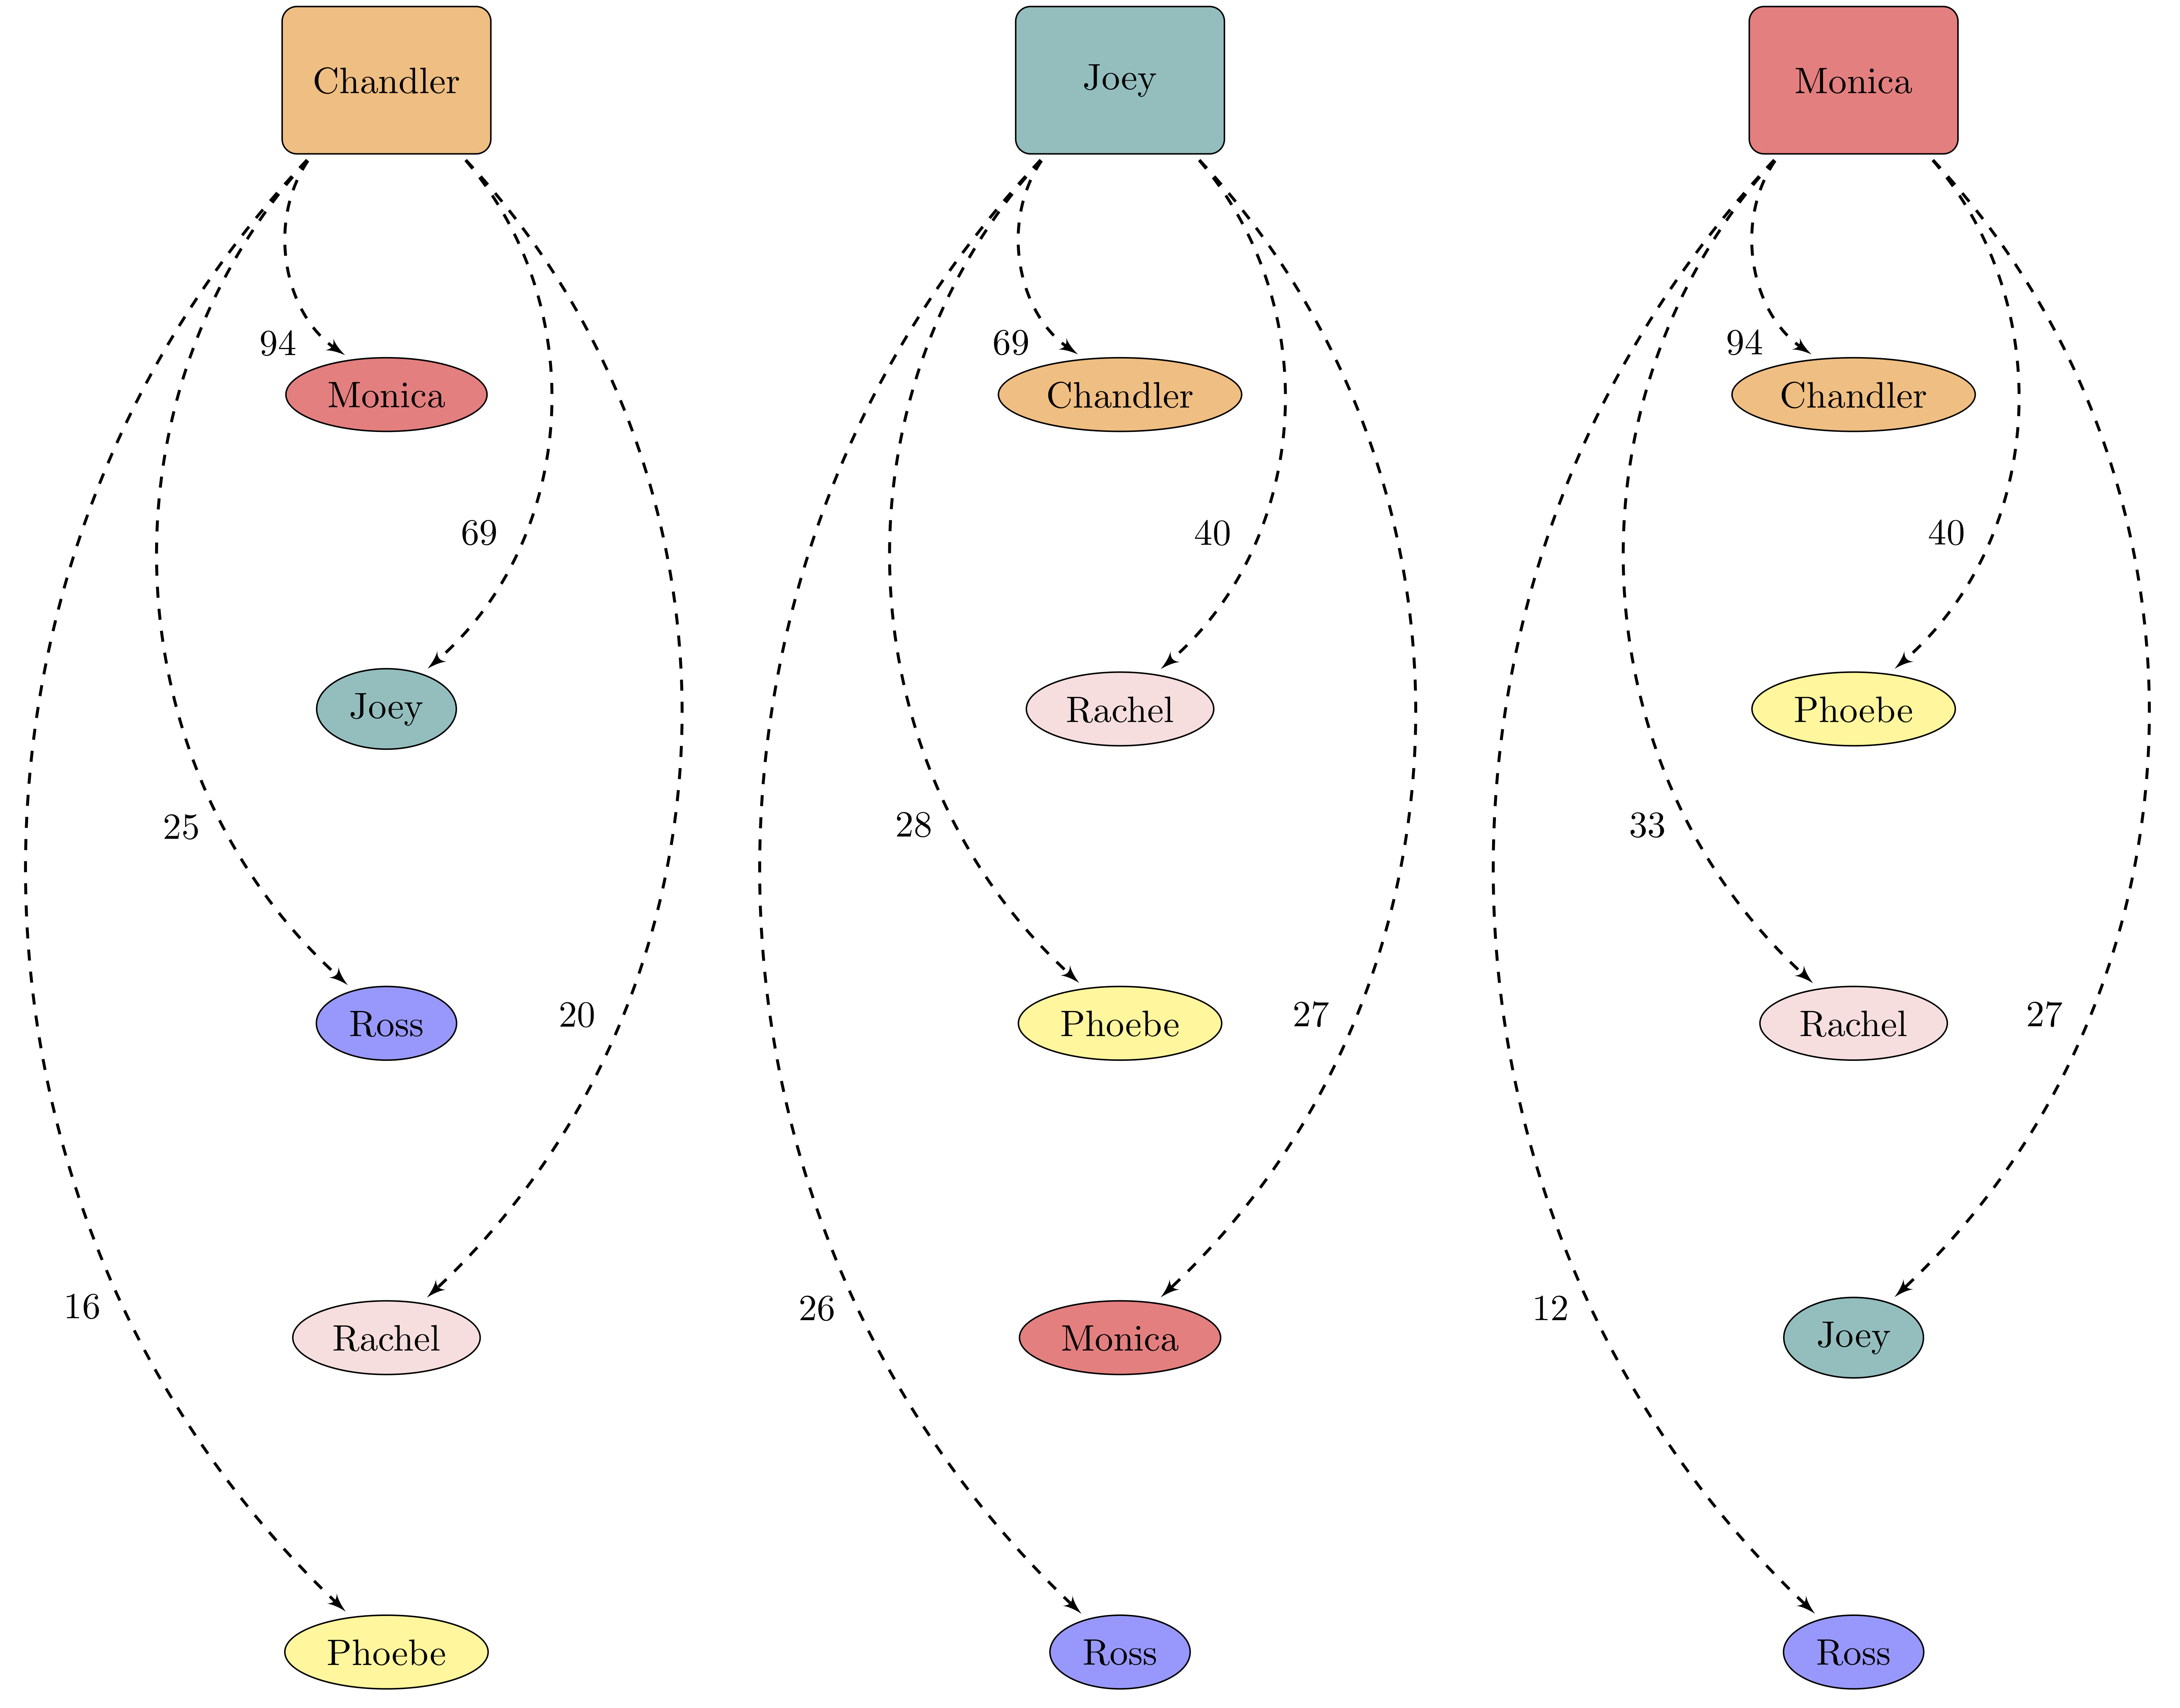 Chandler
Joey
Monica
94
Monica
69
Chandler
94
Chandler
69
40
40
Joey
Rachel
Phoebe
25
28
33
Ross
20
Phoebe
27
Rachel
27
16
Rachel
26
Monica
12
Joey
Phoebe
Ross
Ross